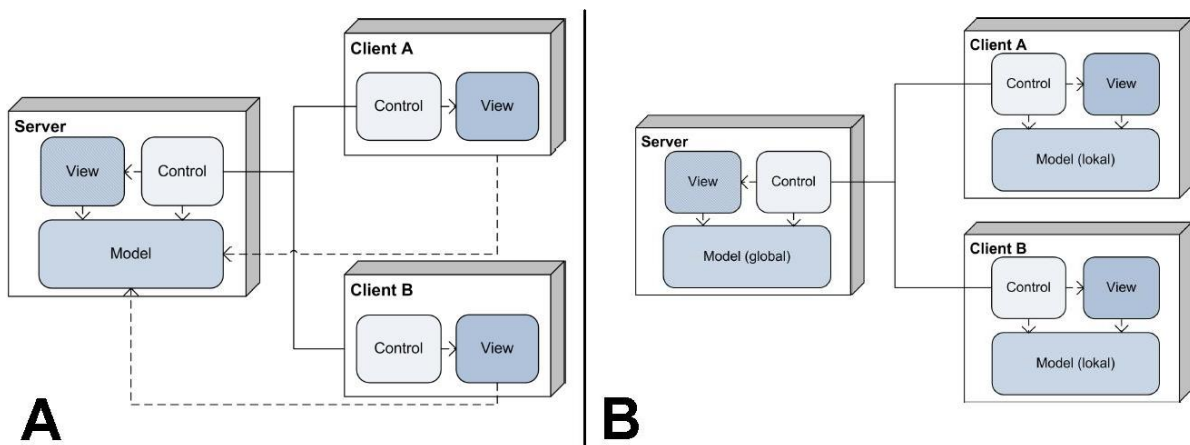 Client A
Control
View
Server
View
Control
Model
Client B
Control
View
A
Client A
Control
View
Model (lokal)
Server
View
Control
Model (global)
Client B
Control
View
Model (lokal)
B